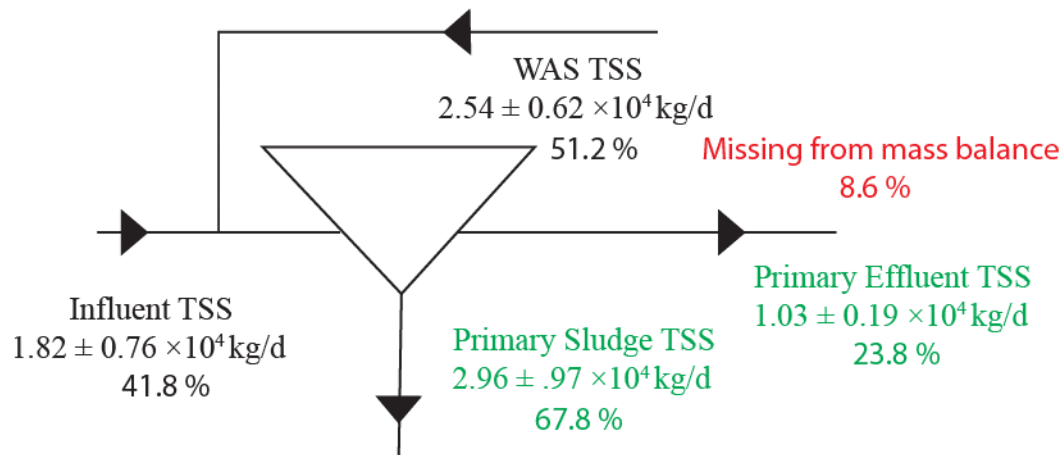 WAS TSS
2.54 ± 0.62 ×10⁴ kg/d
51.2 %
Missing from mass balance
8.6 %
Influent TSS
1.82 ± 0.76 ×10⁴ kg/d
41.8 %
Primary Sludge TSS
2.96 ± .97 ×10⁴ kg/d
67.8 %
Primary Effluent TSS
1.03 ± 0.19 ×10⁴ kg/d
23.8 %